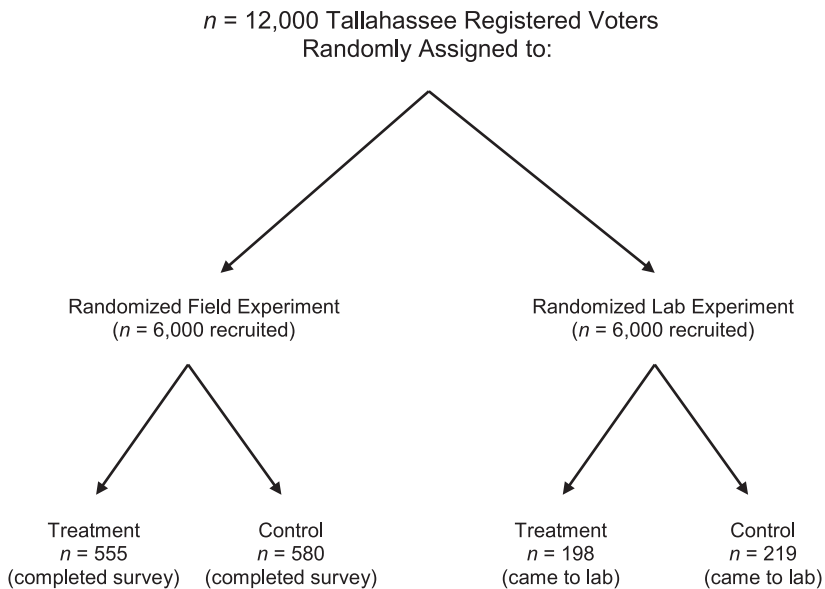 n = 12,000 Tallahassee Registered Voters
Randomly Assigned to:
Randomized Field Experiment
(n = 6,000 recruited)
Randomized Lab Experiment
(n = 6,000 recruited)
Treatment
n = 555
(completed survey)
Control
n = 580
(completed survey)
Treatment
n = 198
(came to lab)
Control
n = 219
(came to lab)